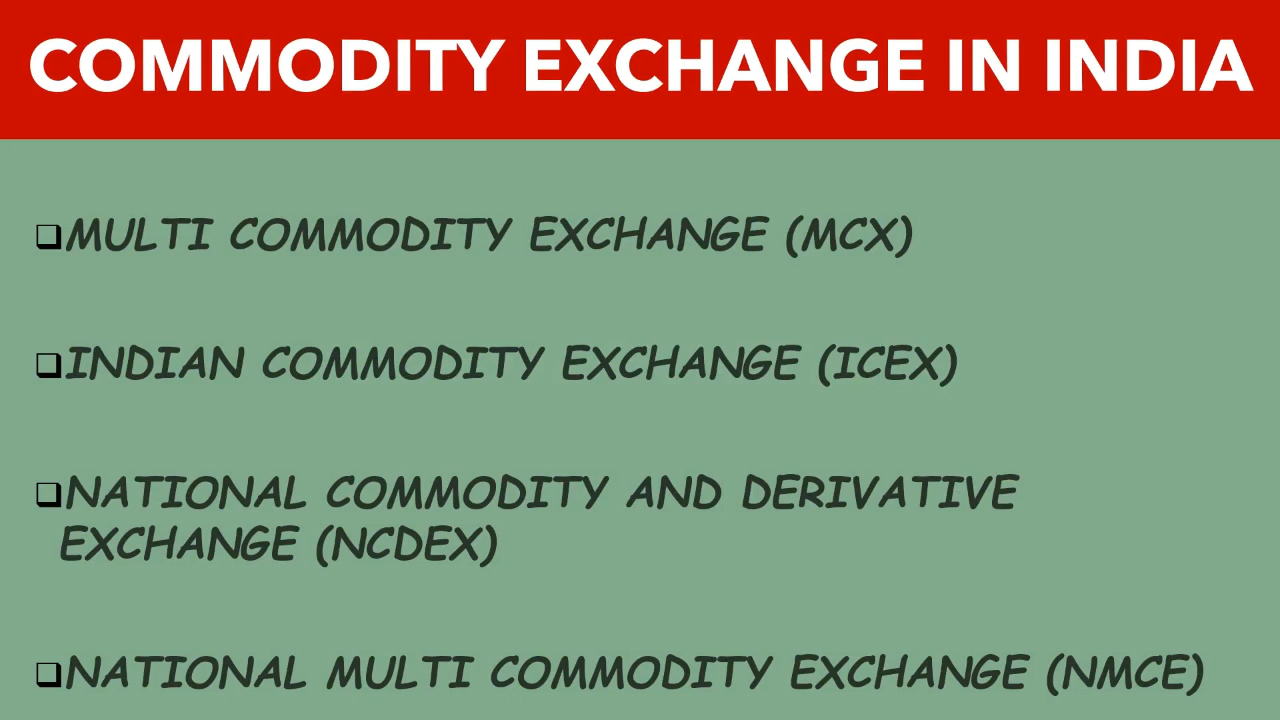 COMMODITY EXCHANGE IN INDIA
❑MULTI COMMODITY EXCHANGE (MCX)
❑INDIAN COMMODITY EXCHANGE (ICEX)
❑NATIONAL COMMODITY AND DERIVATIVE
EXCHANGE (NCDEX)
❑NATIONAL MULTI COMMODITY EXCHANGE (NMCE)